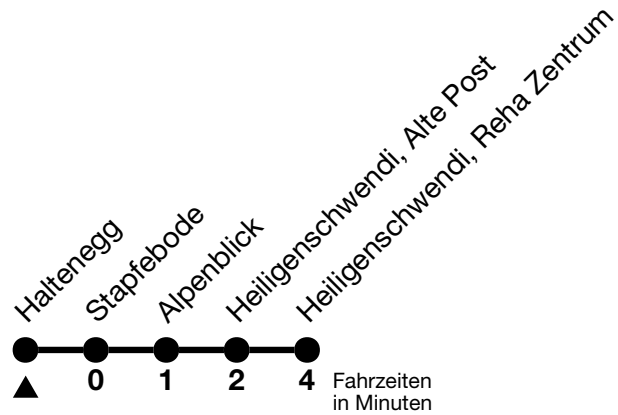 Haltenegg
Stapfebode
Alpenblick
Heiligenschwendi, Alte Post
Heiligenschwendi, Reha Zentrum
0 1 2 4 Fahrzeiten
in Minuten